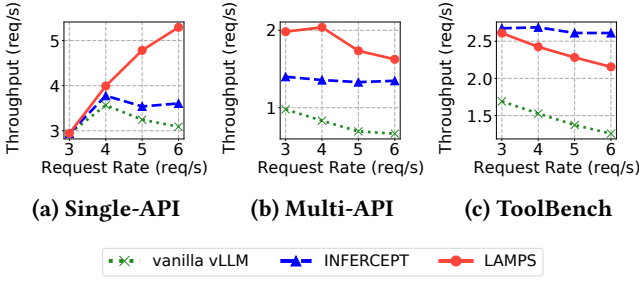 Throughput (req/s)
5
4
3
3 4 5 6
Request Rate (req/s)
(a) Single-API
Throughput (req/s)
2
1
3 4 5 6
Request Rate (req/s)
(b) Multi-API
Throughput (req/s)
2.5
2.0
1.5
3 4 5 6
Request Rate (req/s)
(c) ToolBench
vanilla vLLM INFERCEPT LAMPS